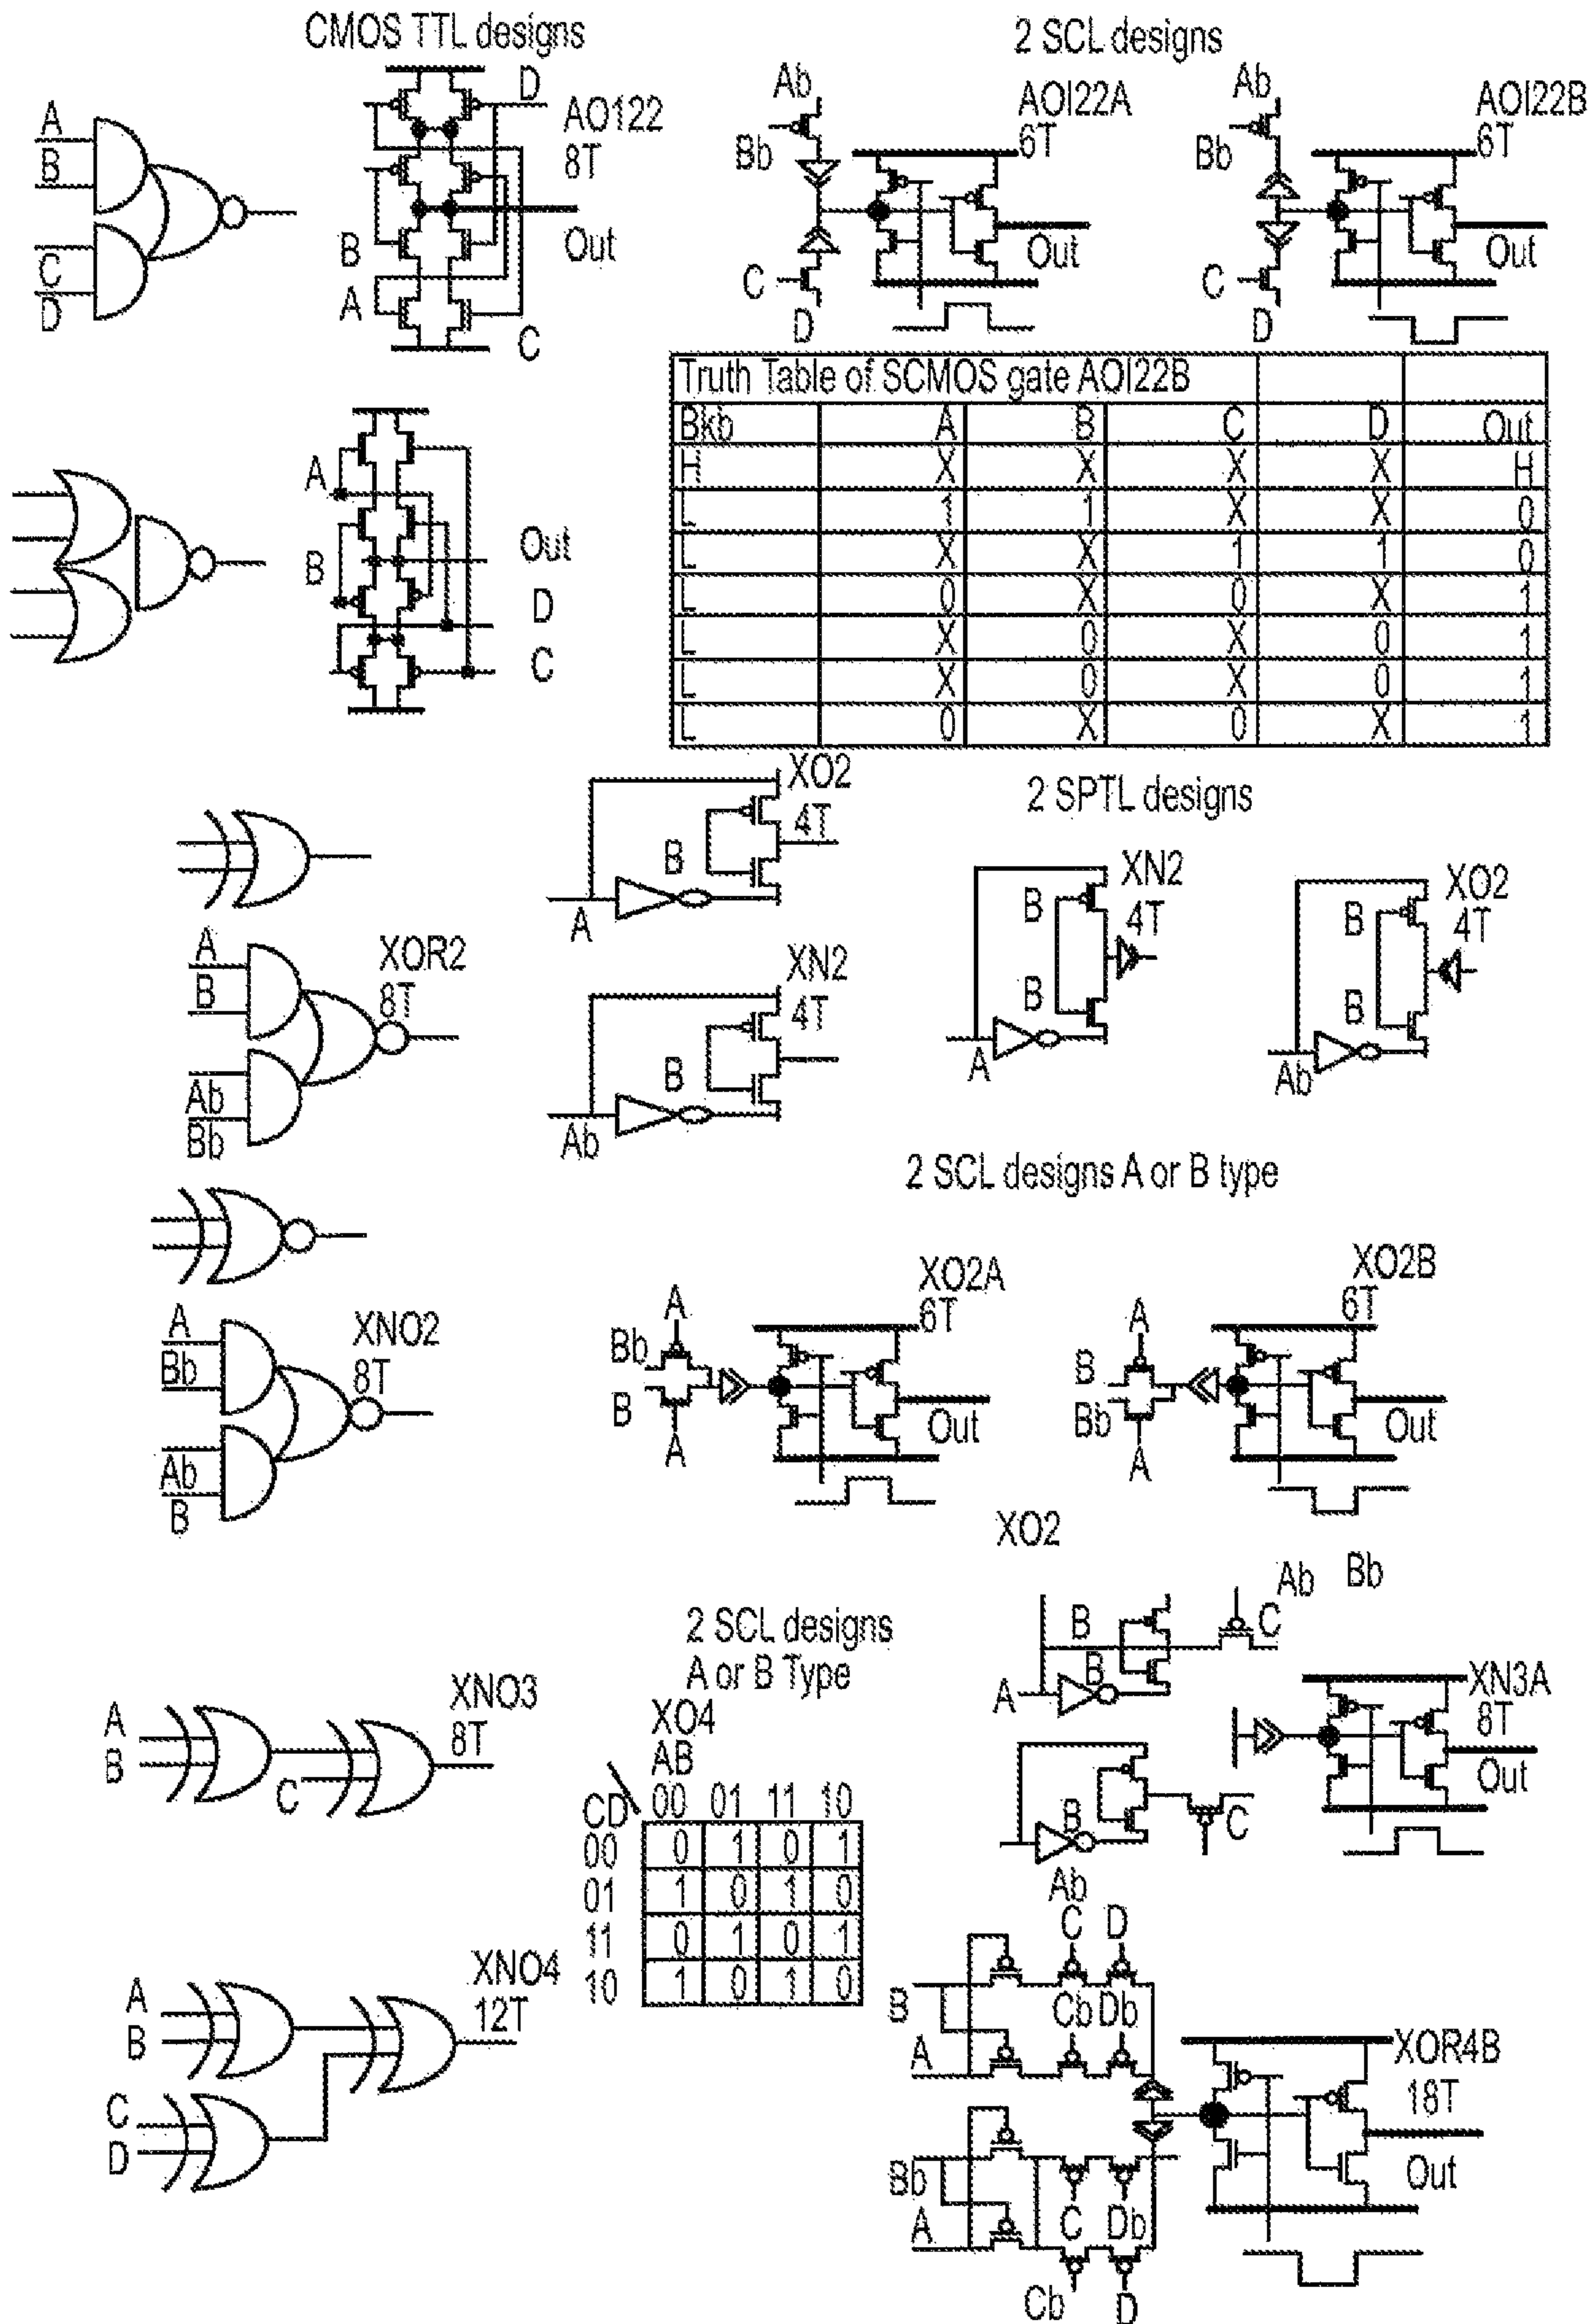 CMOS TTL designs
2 SCL designs
A
B
C
D
D
AO122
8T
B
Out
A
C
Ab
Bb
AOI22A
6T
Out
C
D
Ab
Bb
AOI22B
6T
Out
C
D
Truth Table of SCMOS gate AOI22B
Bkb A B C D Out
H X X X X H
L 1 1 X X 0
L X X 1 1 0
L 0 X 0 X 1
L X 0 X 0 1
L X 0 X 0 1
L 0 X 0 X 1
A
B
Out
D
C
XO2
4T
B
A
2 SPTL designs
XN2
4T
B
B
A
XO2
4T
B
B
Ab
A
B
XOR2
8T
Ab
Bb
XN2
4T
B
Ab
2 SCL designs A or B type
A
Bb
XNO2
8T
Ab
B
XO2A
6T
A
Bb
B
A
Out
XO2B
6T
A
B
Bb
A
Out
XO2
Ab Bb
B
C
B
A
XN3A
8T
Out
B
C
Ab
2 SCL designs
A or B Type
XO4
AB
CD 00 01 11 10
00 0 1 0 1
01 1 0 1 0
11 0 1 0 1
10 1 0 1 0
A
B
C
XNO3
8T
A
B
C
D
XNO4
12T
C D
B
Cb Db
A
XOR4B
18T
Out
Bb
C Db
A
Cb D